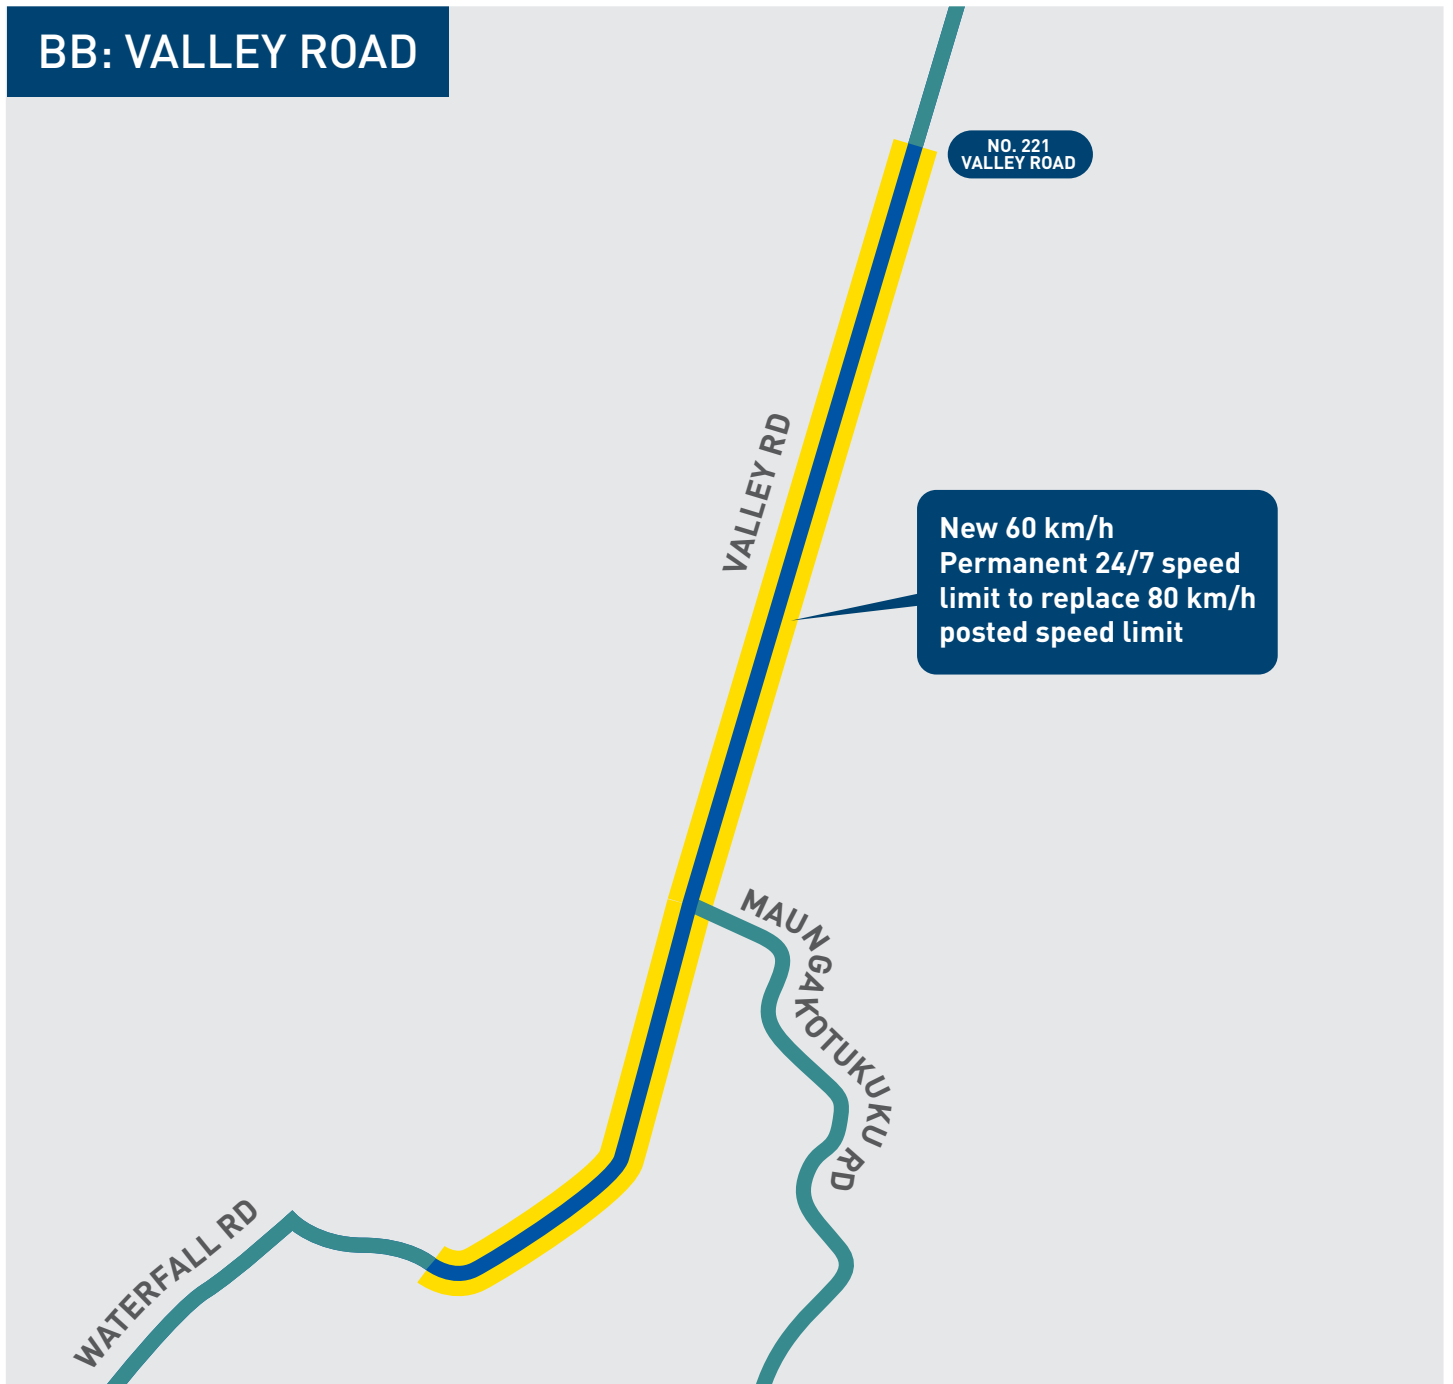 BB: VALLEY ROAD
NO. 221
VALLEY ROAD
VALLEY RD
New 60 km/h
Permanent 24/7 speed
limit to replace 80 km/h
posted speed limit
MAUNGAKOTUKUKU RD
WATERFALL RD